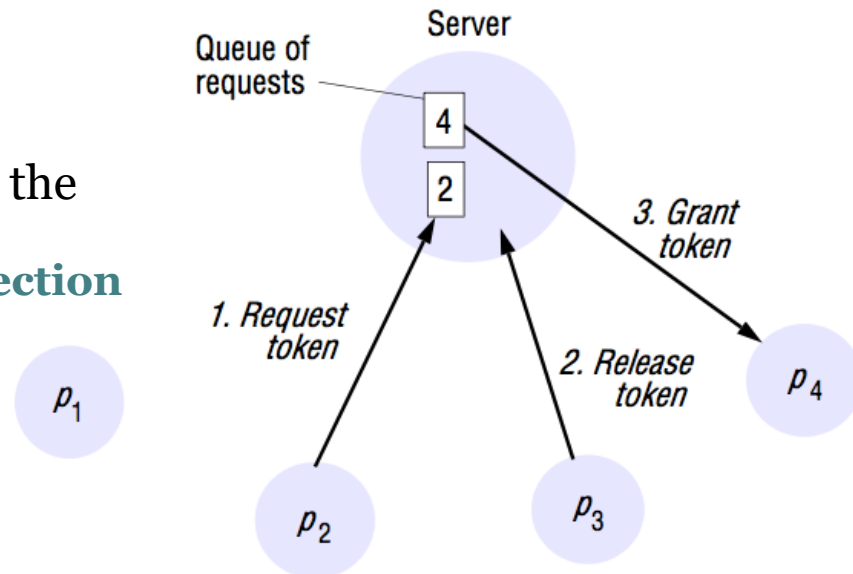 Server
Queue of
requests
4
2
the
ection
3. Grant
token
1. Request
token
2. Release
token
p1
p2
p3
p4